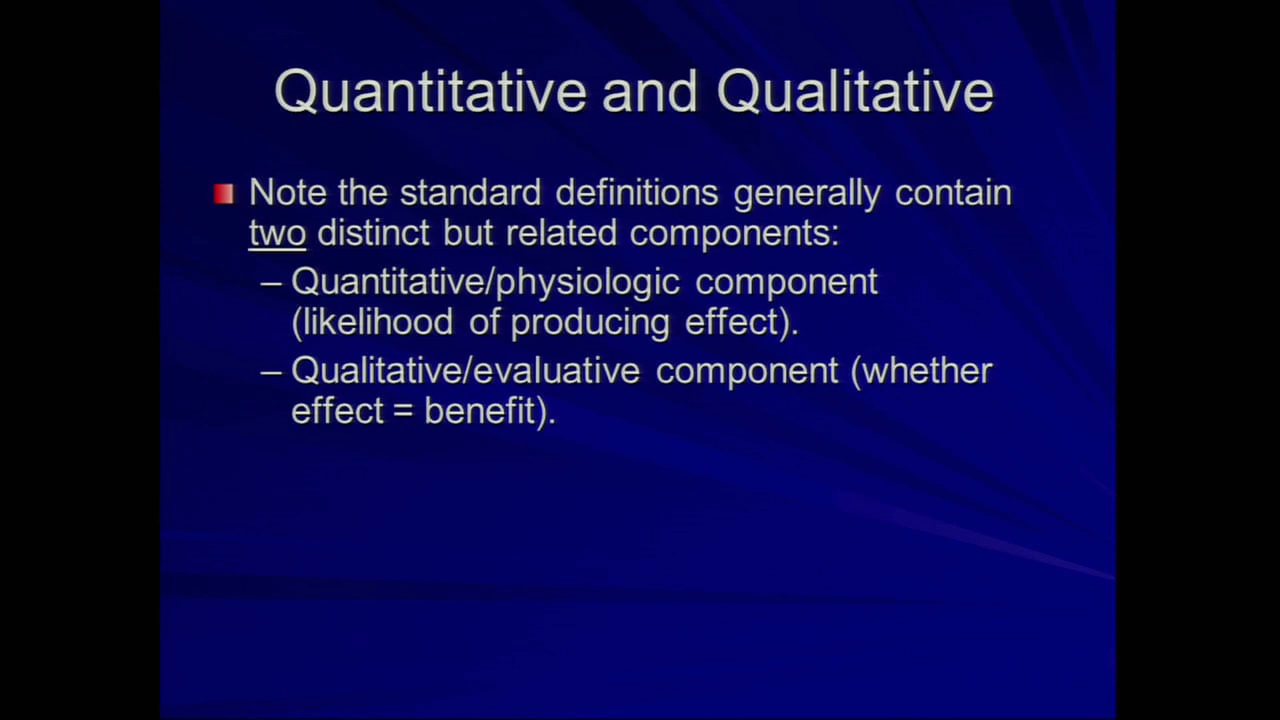 Quantitative and Qualitative
Note the standard definitions generally contain
two distinct but related components:
– Quantitative/physiologic component
(likelihood of producing effect).
– Qualitative/evaluative component (whether
effect = benefit).